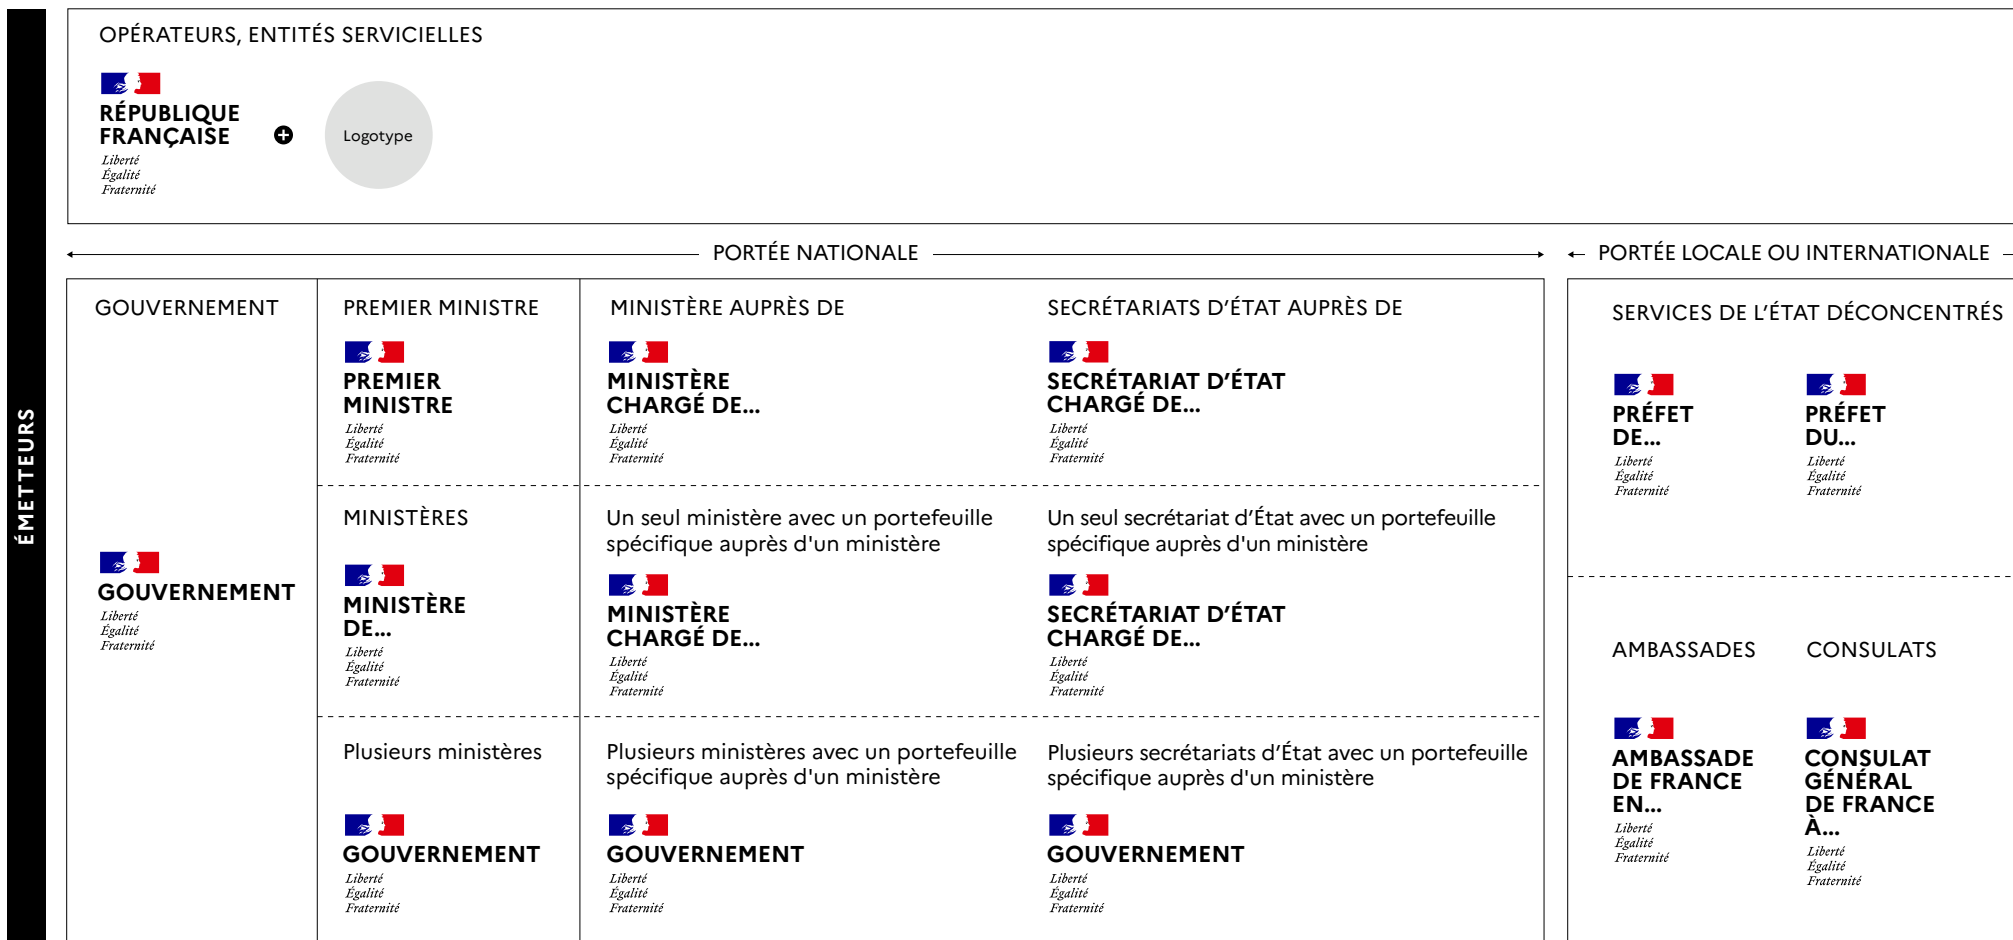 ÉMETTEURS
OPÉRATEURS, ENTITÉS SERVICIELLES
RÉPUBLIQUE
FRANÇAISE
Liberté
Égalité
Fraternité
Logotype
PORTÉE NATIONALE
PORTÉE LOCALE OU INTERNATIONALE
GOUVERNEMENT
GOUVERNEMENT
Liberté
Égalité
Fraternité
PREMIER MINISTRE
PREMIER
MINISTRE
Liberté
Égalité
Fraternité
MINISTÈRE AUPRÈS DE
MINISTÈRE
CHARGÉ DE...
Liberté
Égalité
Fraternité
SECRÉTARIATS D'ÉTAT AUPRÈS DE
SECRÉTARIAT D'ÉTAT
CHARGÉ DE...
Liberté
Égalité
Fraternité
MINISTÈRES
MINISTÈRE
DE...
Liberté
Égalité
Fraternité
Un seul ministère avec un portefeuille
spécifique auprès d'un ministère
MINISTÈRE
CHARGÉ DE...
Liberté
Égalité
Fraternité
Un seul secrétariat d'État avec un portefeuille
spécifique auprès d'un ministère
SECRÉTARIAT D'ÉTAT
CHARGÉ DE...
Liberté
Égalité
Fraternité
Plusieurs ministères
GOUVERNEMENT
Liberté
Égalité
Fraternité
Plusieurs ministères avec un portefeuille
spécifique auprès d'un ministère
GOUVERNEMENT
Liberté
Égalité
Fraternité
Plusieurs secrétariats d'État avec un portefeuille
spécifique auprès d'un ministère
GOUVERNEMENT
Liberté
Égalité
Fraternité
SERVICES DE L'ÉTAT DÉCONCENTRÉS
PRÉFET
DE...
Liberté
Égalité
Fraternité
PRÉFET
DU...
Liberté
Égalité
Fraternité
AMBASSADES
AMBASSADE
DE FRANCE
EN...
Liberté
Égalité
Fraternité
CONSULATS
CONSULAT
GÉNÉRAL
DE FRANCE
À...
Liberté
Égalité
Fraternité